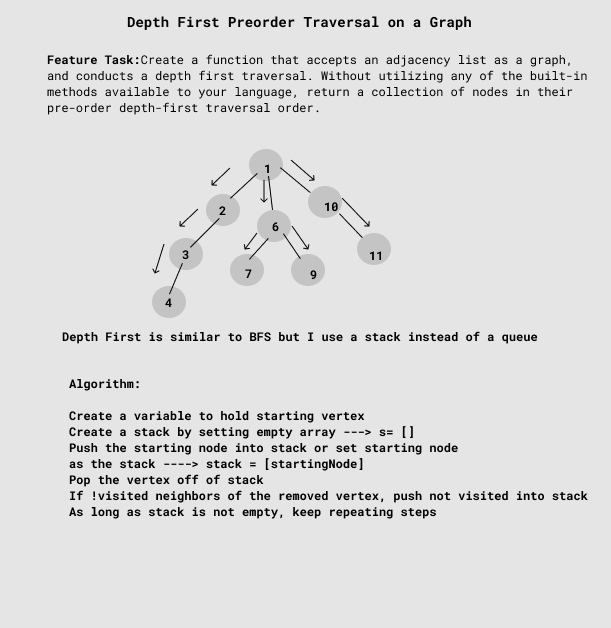 Depth First Preorder Traversal on a Graph
Feature Task:Create a function that accepts an adjacency list as a graph,
and conducts a depth first traversal. Without utilizing any of the built-in
methods available to your language, return a collection of nodes in their
pre-order depth-first traversal order.
1
2
10
6
3
11
7
9
4
Depth First is similar to BFS but I use a stack instead of a queue
Algorithm:
Create a variable to hold starting vertex
Create a stack by setting empty array ---> s= []
Push the starting node into stack or set starting node
as the stack ----> stack = [startingNode]
Pop the vertex off of stack
If !visited neighbors of the removed vertex, push not visited into stack
As long as stack is not empty, keep repeating steps